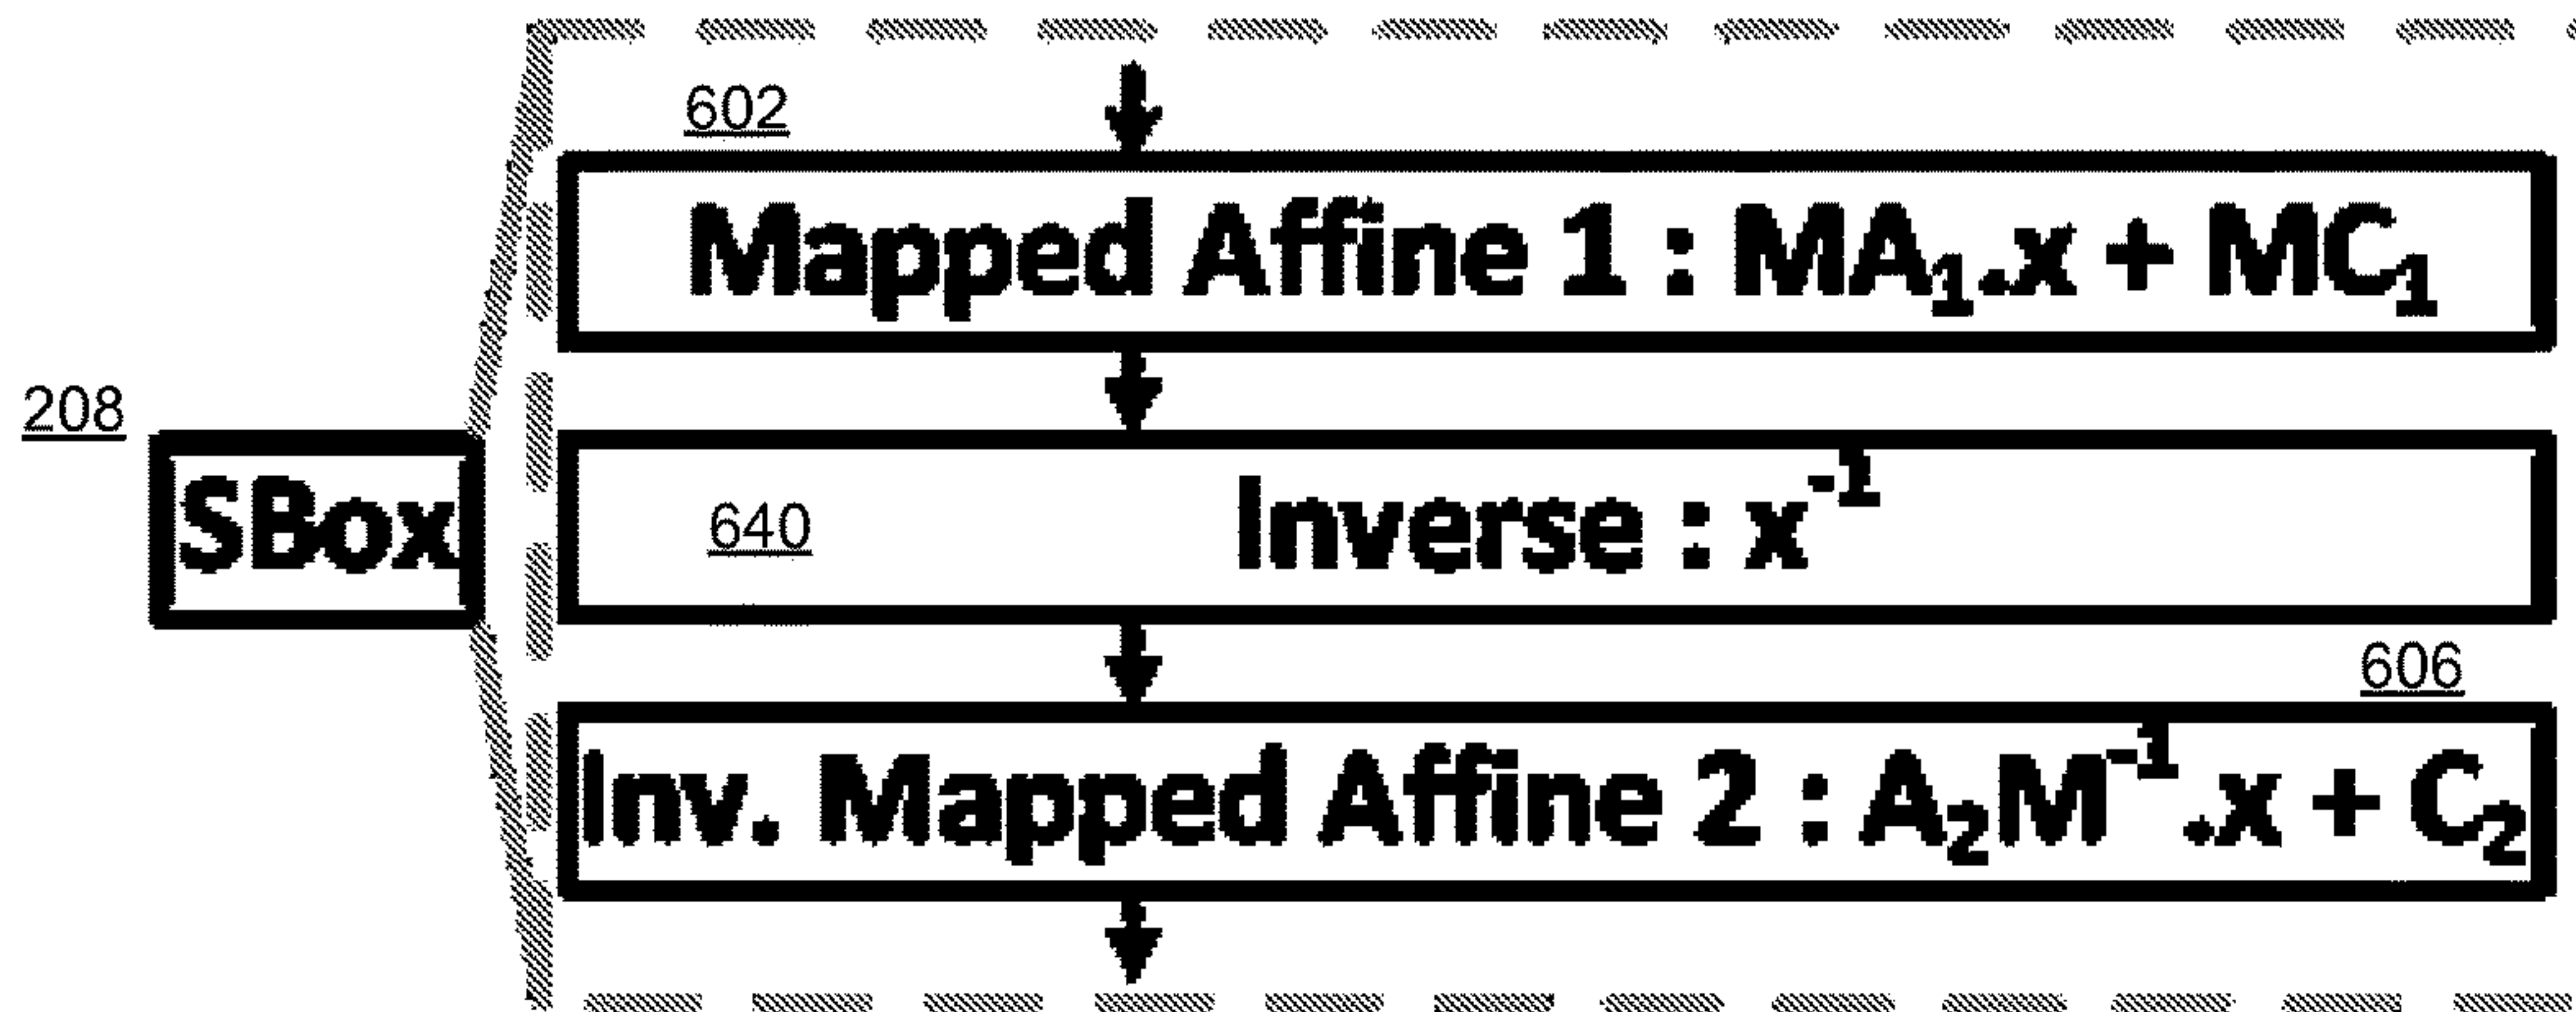 602
Mapped Affine 1 : MA₁.x + MC₁
208
SBox
640
Inverse : x⁻¹
606
Inv. Mapped Affine 2 : A₂M⁻¹ .x + C₂